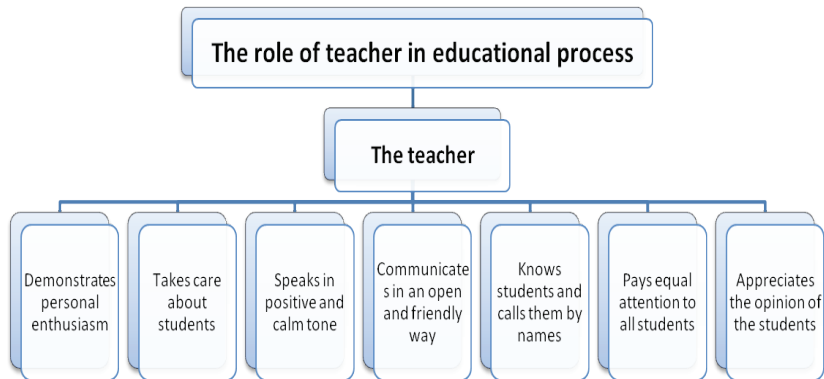 The role of teacher in educational process
The teacher
Demonstrates
personal
enthusiasm
Takes care
about
students
Speaks in
positive and
calm tone
Communicate
s in an open
and friendly
way
Knows
students and
calls them by
names
Pays equal
attention to
all students
Appreciates
the opinion of
the students